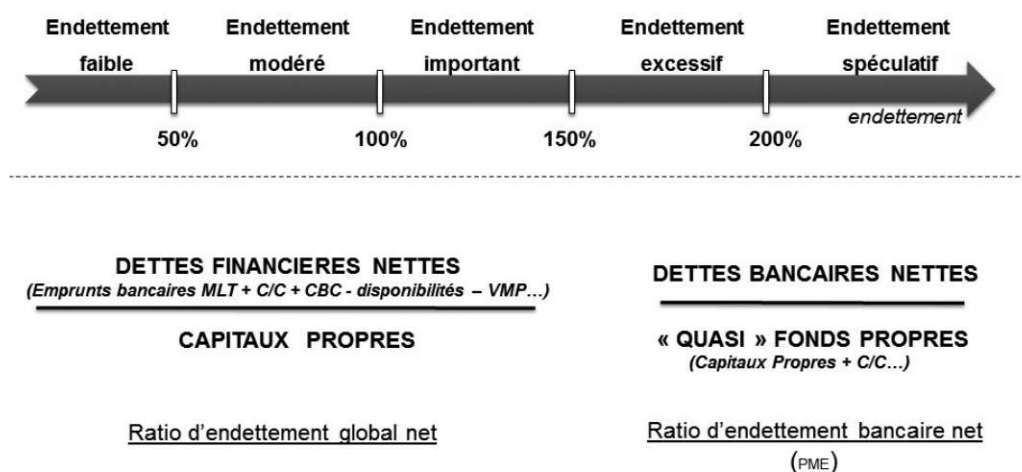 Endettement faible
Endettement modéré
Endettement important
Endettement excessif
Endettement spéculatif
endettement
50%
100%
150%
200%
DETTES FINANCIERES NETTES
(Emprunts bancaires MLT + C/C + CBC - disponibilités – VMP...)
CAPITAUX PROPRES
Ratio d'endettement global net
DETTES BANCAIRES NETTES
« QUASI » FONDS PROPRES
(Capitaux Propres + C/C...)
Ratio d'endettement bancaire net
(PME)